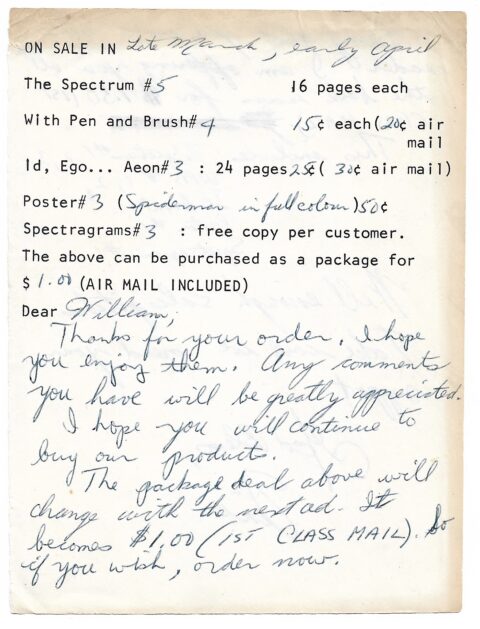 ON SALE IN Late March, early April
The Spectrum #5 16 pages each
With Pen and Brush#4 15¢ each(20¢ air
mail
Id, Ego... Aeon#3 : 24 pages 25¢( 30¢ air mail)
Poster#3 (Spiderman in full colour)50¢
Spectragrams#3 : free copy per customer.
The above can be purchased as a package for
$1.00 (AIR MAIL INCLUDED)
Dear William,
Thanks for your order. I hope
you enjoy them. Any comments
you have will be greatly appreciated.
I hope you will continue to
buy our products.
The package deal above will
change with the next ad. It
becomes $1.00 (1ST CLASS MAIL). So
if you wish, order now.